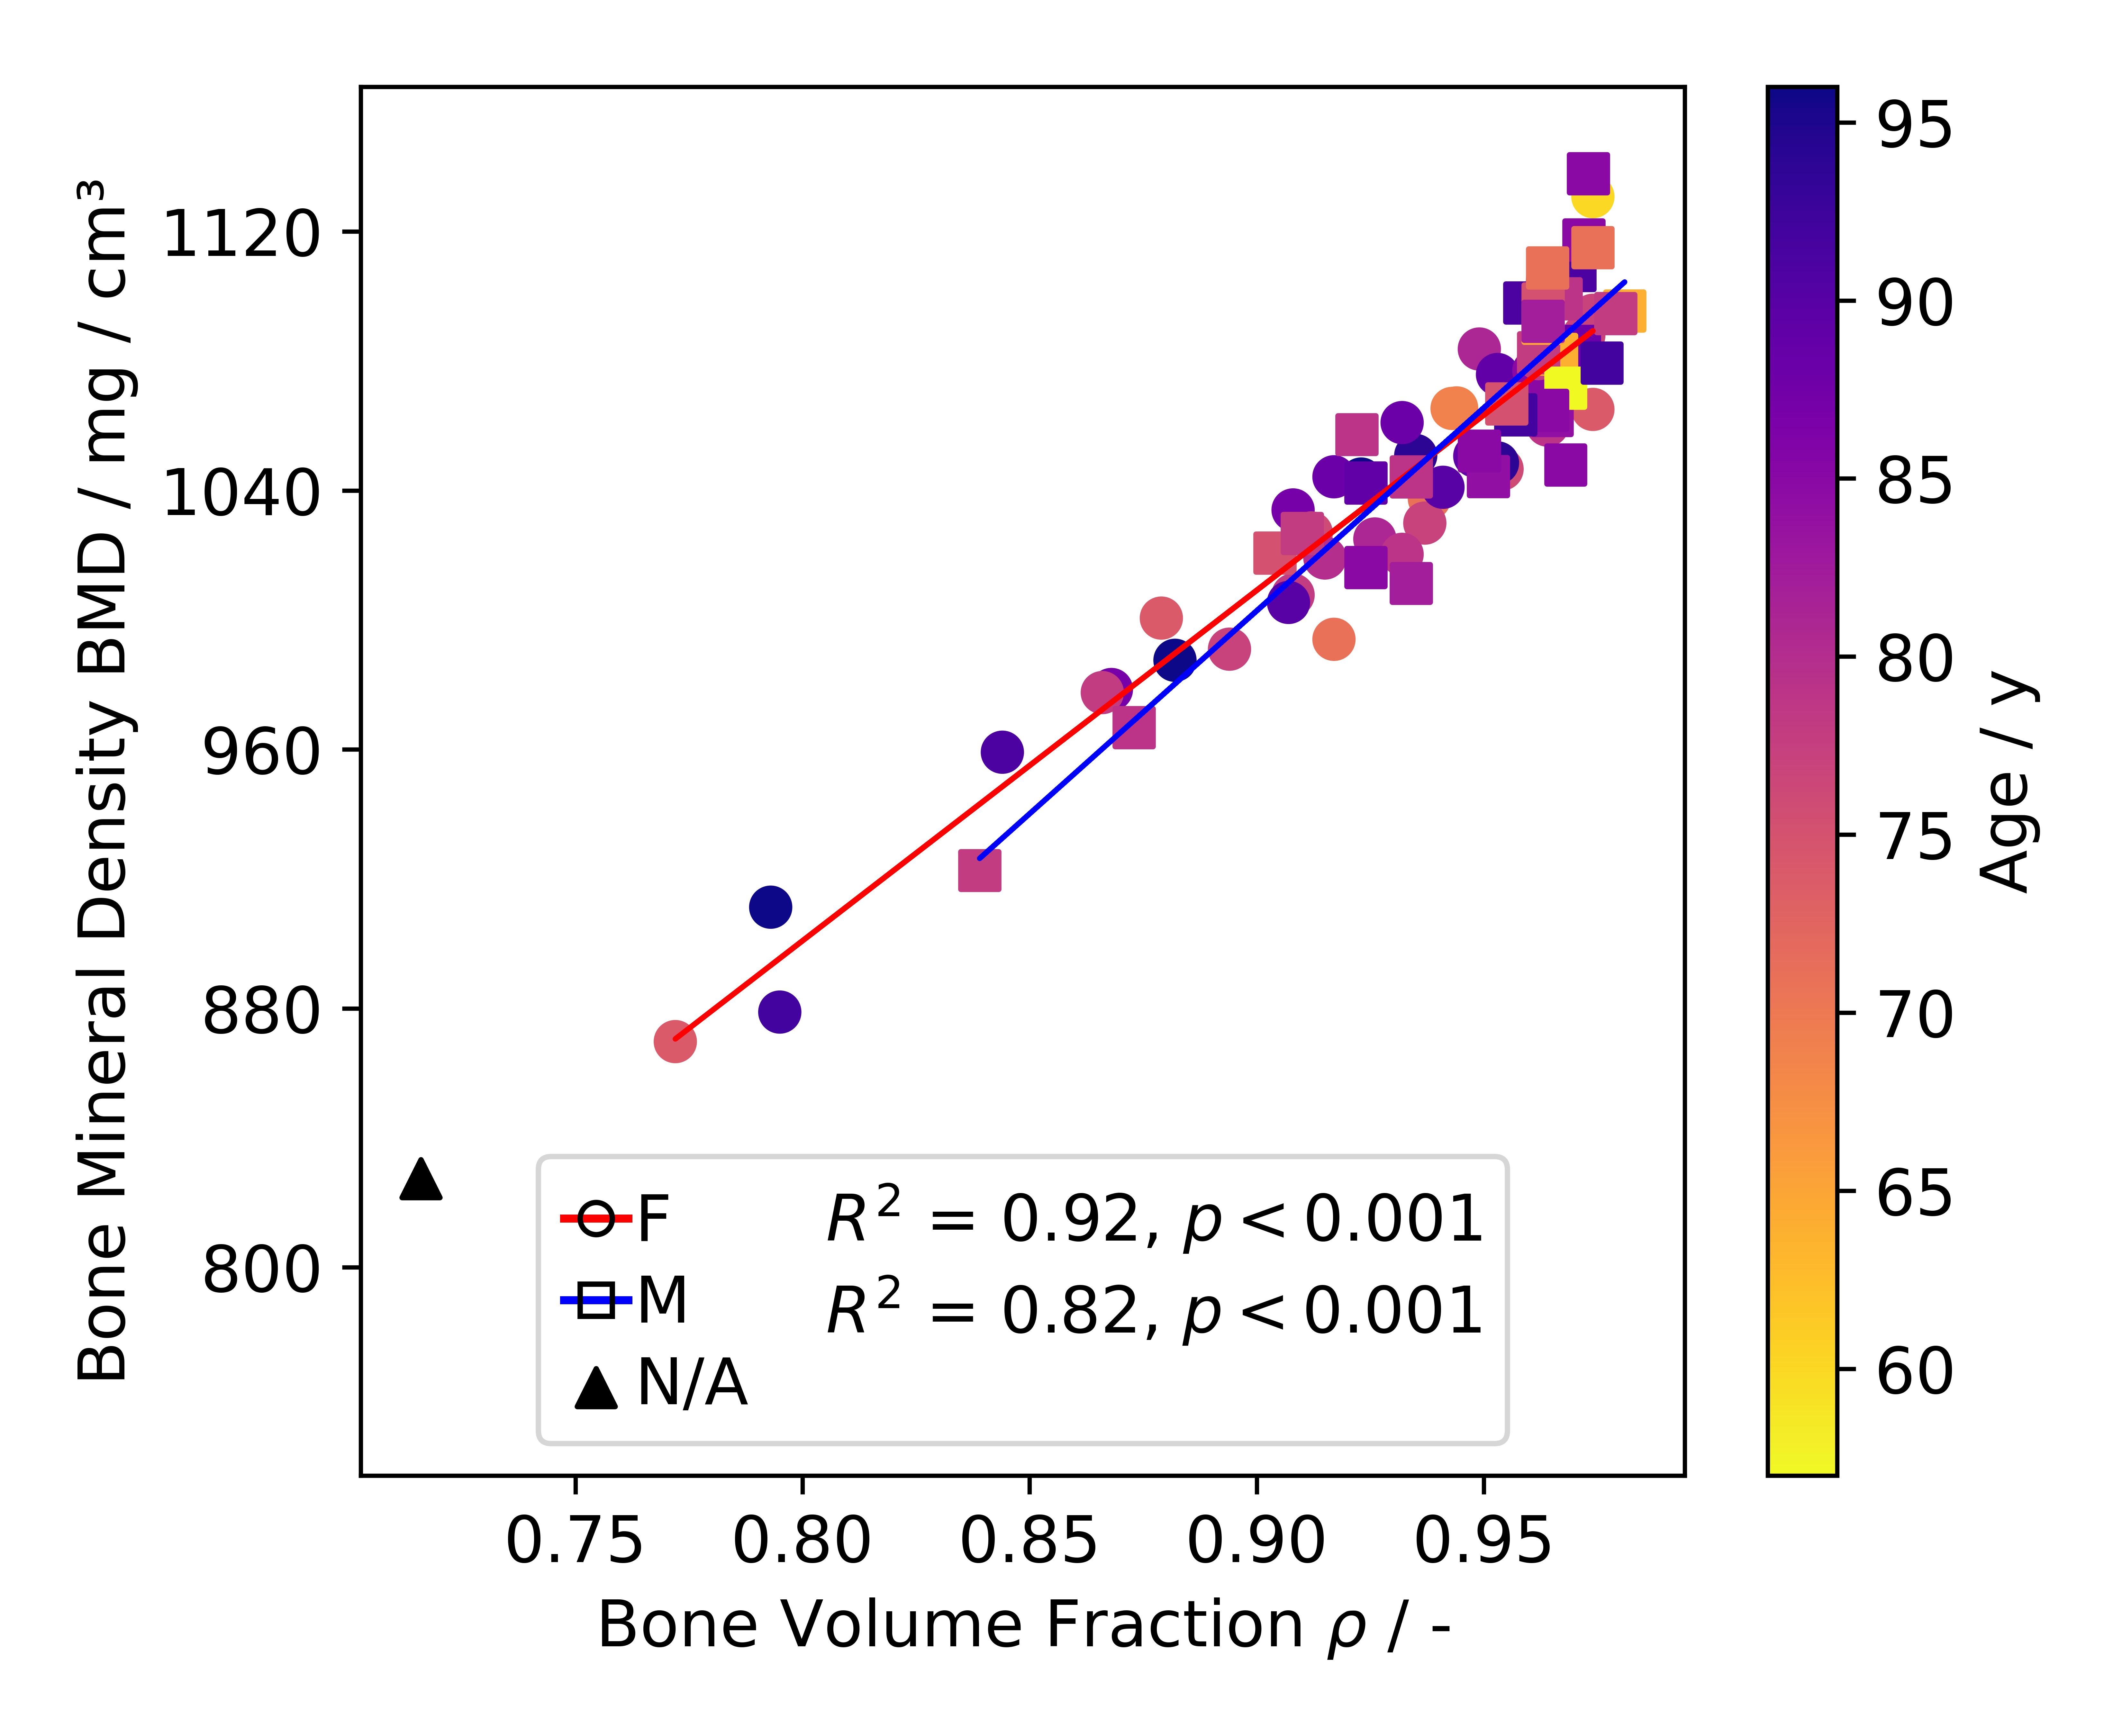 Bone Mineral Density BMD / mg / cm³
1120
1040
960
880
800
F R² = 0.92, p < 0.001
M R² = 0.82, p < 0.001
N/A
0.75 0.80 0.85 0.90 0.95
Bone Volume Fraction ρ / -
95
90
85
80
75
70
65
60
Age / y